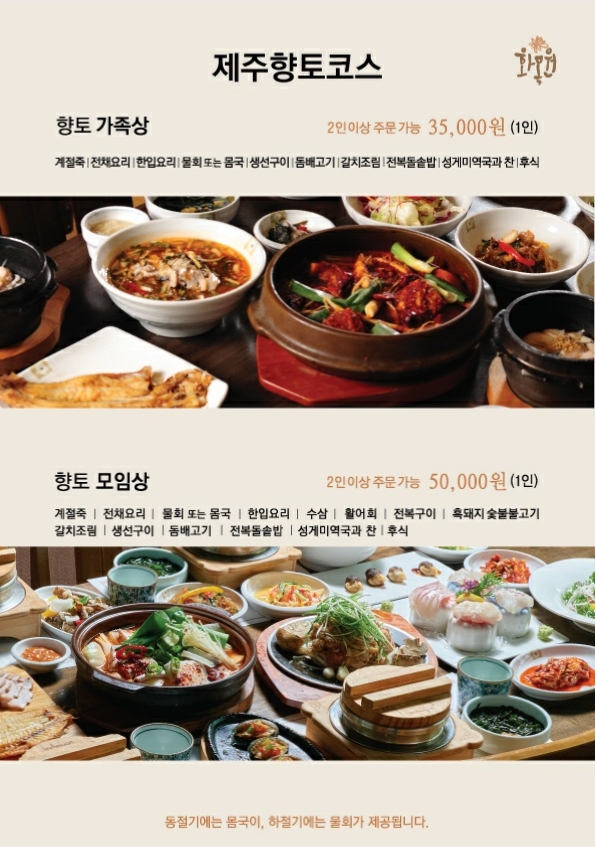 제주향토코스
화목원
향토 가족상
2인이상 주문 가능 35,000원 (1인)
계절죽 | 전채요리 | 한입요리 | 물회 또는 몸국 | 생선구이 | 돔배고기 | 갈치조림 | 전복돌솥밥 | 성게미역국과 찬 | 후식
향토 모임상
2인이상 주문 가능 50,000원 (1인)
계절죽 | 전채요리 | 물회 또는 몸국 | 한입요리 | 수삼 | 활어회 | 전복구이 | 흑돼지 숯불불고기
갈치조림 | 생선구이 | 돔배고기 | 전복돌솥밥 | 성게미역국과 찬 | 후식
동절기에는 몸국이, 하절기에는 물회가 제공됩니다.